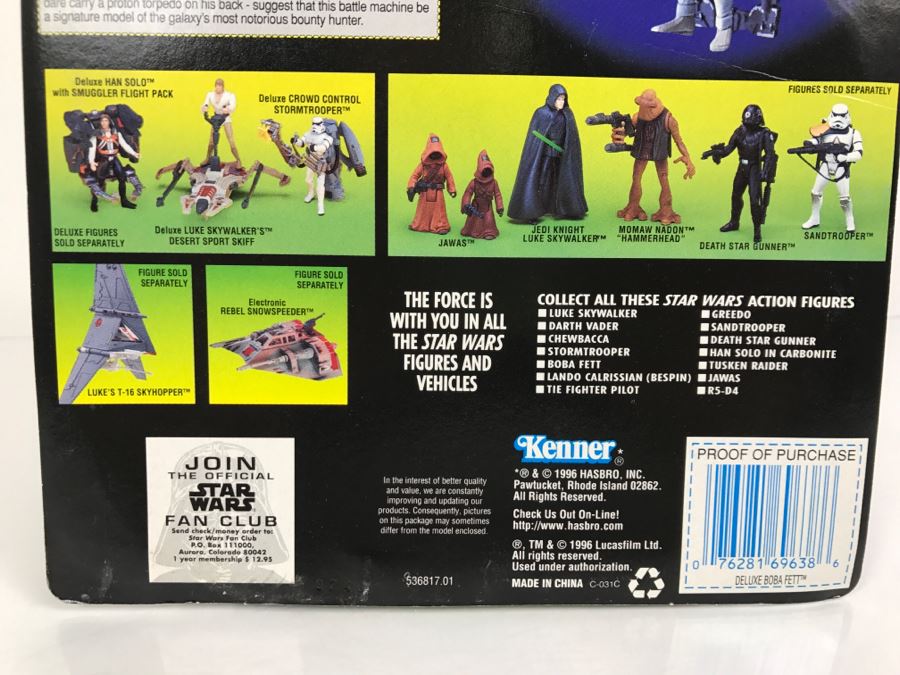 dare carry a proton torpedo on his back - suggest that this battle machine be
a signature model of the galaxy's most notorious bounty hunter.
Deluxe HAN SOLO™
with SMUGGLER FLIGHT PACK
Deluxe CROWD CONTROL
STORMTROOPER™
DELUXE FIGURES
SOLD SEPARATELY
Deluxe LUKE SKYWALKER'S™
DESERT SPORT SKIFF
FIGURES SOLD SEPARATELY
JAWAS™
JEDI KNIGHT
LUKE SKYWALKER™
MOMAW NADON™
"HAMMERHEAD"
DEATH STAR GUNNER™
SANDTROOPER™
FIGURE SOLD
SEPARATELY
LUKE'S T-16 SKYHOPPER™
FIGURE SOLD
SEPARATELY
Electronic
REBEL SNOWSPEEDER™
THE FORCE IS
WITH YOU IN ALL
THE STAR WARS
FIGURES AND
VEHICLES
COLLECT ALL THESE STAR WARS ACTION FIGURES
LUKE SKYWALKER
DARTH VADER
CHEWBACCA
STORMTROOPER
BOBA FETT
LANDO CALRISSIAN (BESPIN)
TIE FIGHTER PILOT
GREEDO
SANDTROOPER
DEATH STAR GUNNER
HAN SOLO IN CARBONITE
TUSKEN RAIDER
JAWAS
R5-D4
JOIN
THE OFFICIAL
STAR
WARS
FAN CLUB
Send check/money order to:
Star Wars Fan Club
P.O. Box 111000,
Aurora, Colorado 80042
1 year membership $ 12.95
In the interest of better quality
and value, we are constantly
improving and updating our
products. Consequently, pictures
on this package may sometimes
differ from the model enclosed.
536817.01
Kenner®*
*® & © 1996 HASBRO, INC.
Pawtucket, Rhode Island 02862.
All Rights Reserved.
Check Us Out On-Line!
http://www.hasbro.com
®, TM & © 1996 Lucasfilm Ltd.
All rights reserved.
Used under authorization.
MADE IN CHINA C-031C
PROOF OF PURCHASE
0 76281 69638 6
DELUXE BOBA FETT™